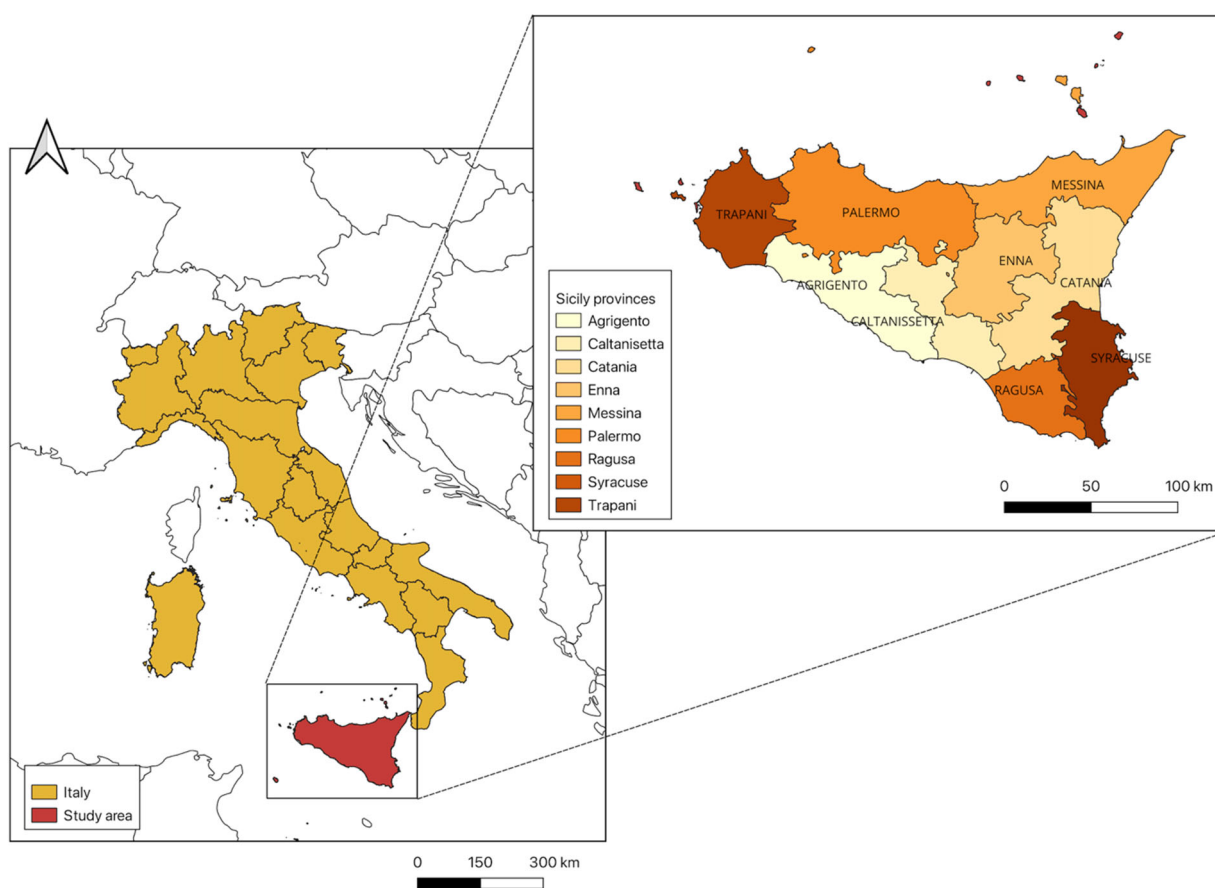 MESSINA
TRAPANI
PALERMO
ENNA
AGRIGENTO
CATANIA
CALTANISSETTA
SYRACUSE
RAGUSA
Sicily provinces
Agrigento
Caltanisetta
Catania
Enna
Messina
Palermo
Ragusa
Syracuse
Trapani
0 50 100 km
Italy
Study area
0 150 300 km